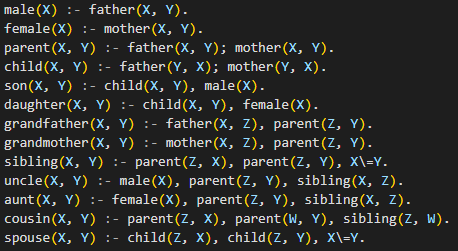 male(X) :- father(X, Y).
female(X) :- mother(X, Y).
parent(X, Y) :- father(X, Y); mother(X, Y).
child(X, Y) :- father(Y, X); mother(Y, X).
son(X, Y) :- child(X, Y), male(X).
daughter(X, Y) :- child(X, Y), female(X).
grandfather(X, Y) :- father(X, Z), parent(Z, Y).
grandmother(X, Y) :- mother(X, Z), parent(Z, Y).
sibling(X, Y) :- parent(Z, X), parent(Z, Y), X\=Y.
uncle(X, Y) :- male(X), parent(Z, Y), sibling(X, Z).
aunt(X, Y) :- female(X), parent(Z, Y), sibling(X, Z).
cousin(X, Y) :- parent(Z, X), parent(W, Y), sibling(Z, W).
spouse(X, Y) :- child(Z, X), child(Z, Y), X\=Y.